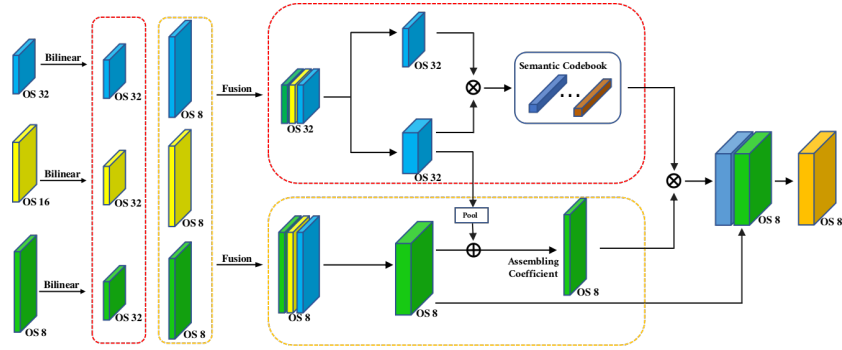 Bilinear
OS 32
OS 32
Bilinear
OS 16
OS 32
Bilinear
OS 8
OS 32
OS 8
OS 8
OS 8
Fusion
OS 32
OS 32
OS 32
Semantic Codebook
...
Pool
Fusion
OS 8
OS 8
Assembling
Coefficient
OS 8
OS 8
OS 8